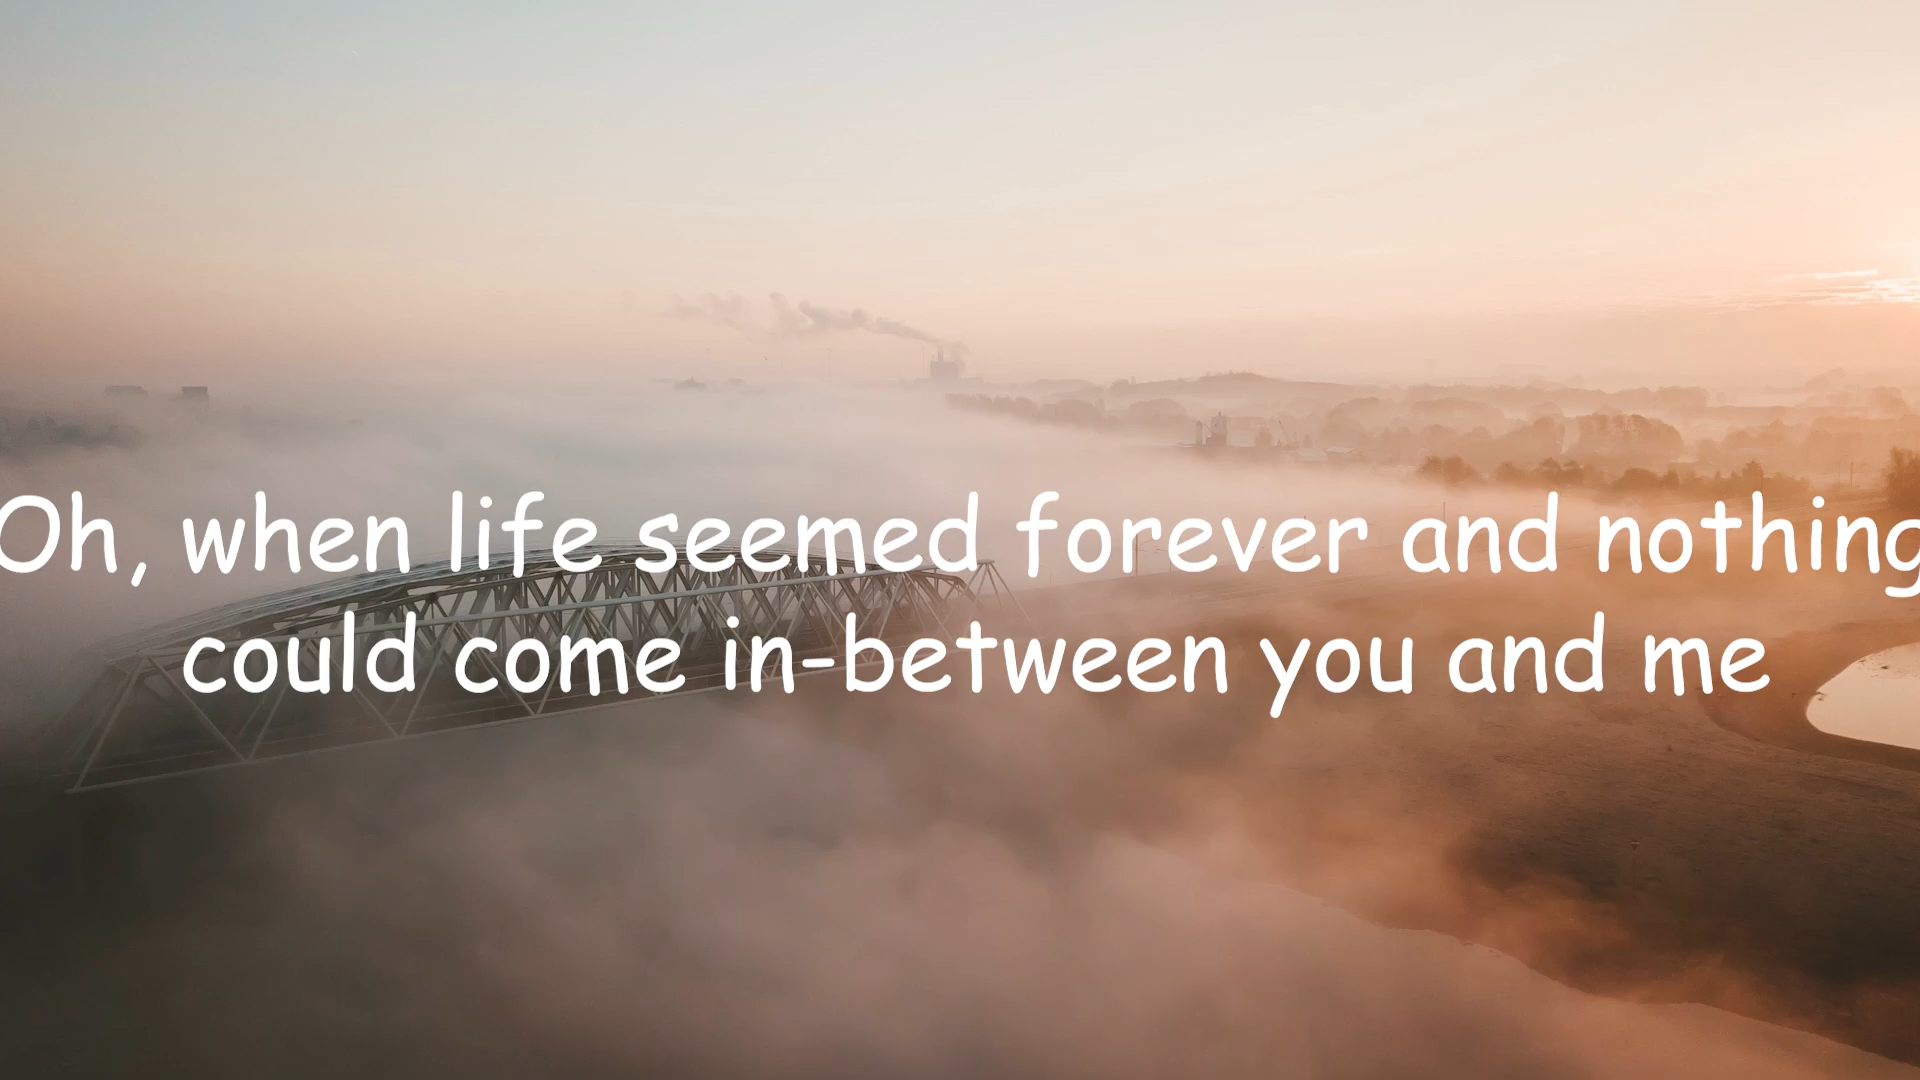 Oh, when life seemed forever and nothing
could come in-between you and me